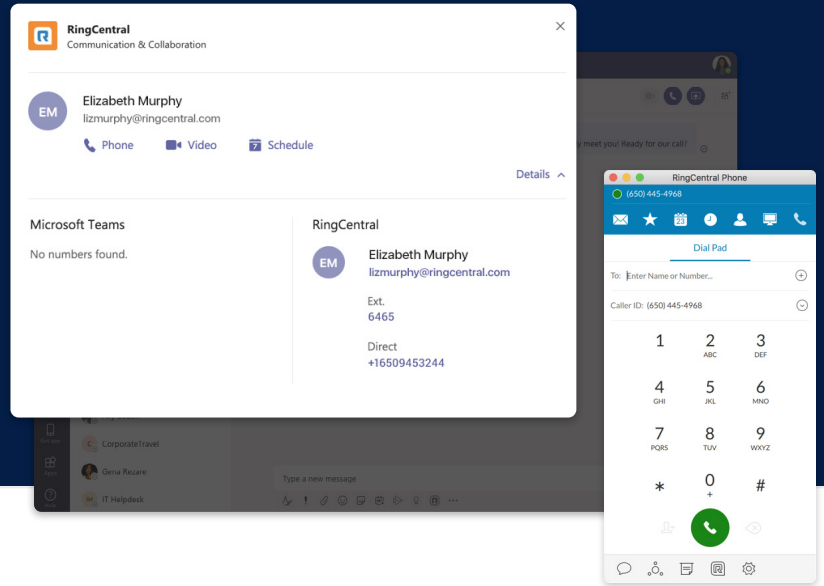 RingCentral
Communication & Collaboration
EM
Elizabeth Murphy
lizmurphy@ringcentral.com
Phone
Video
7
Schedule
Details
Microsoft Teams
No numbers found.
RingCentral
EM
Elizabeth Murphy
lizmurphy@ringcentral.com
Ext.
6465
Direct
+16509453244
meet you! Ready for our call?
CorporateTravel
Apps
Gena Rezare
IT Helpdesk
Type a new message
RingCentral Phone
(650) 445-4968
23
Dial Pad
To: Enter Name or Number...
Caller ID: (650) 445-4968
1 2 3
ABC DEF
4 5 6
GHI JKL MNO
7 8 9
PQRS TUV WXYZ
* 0 #
+